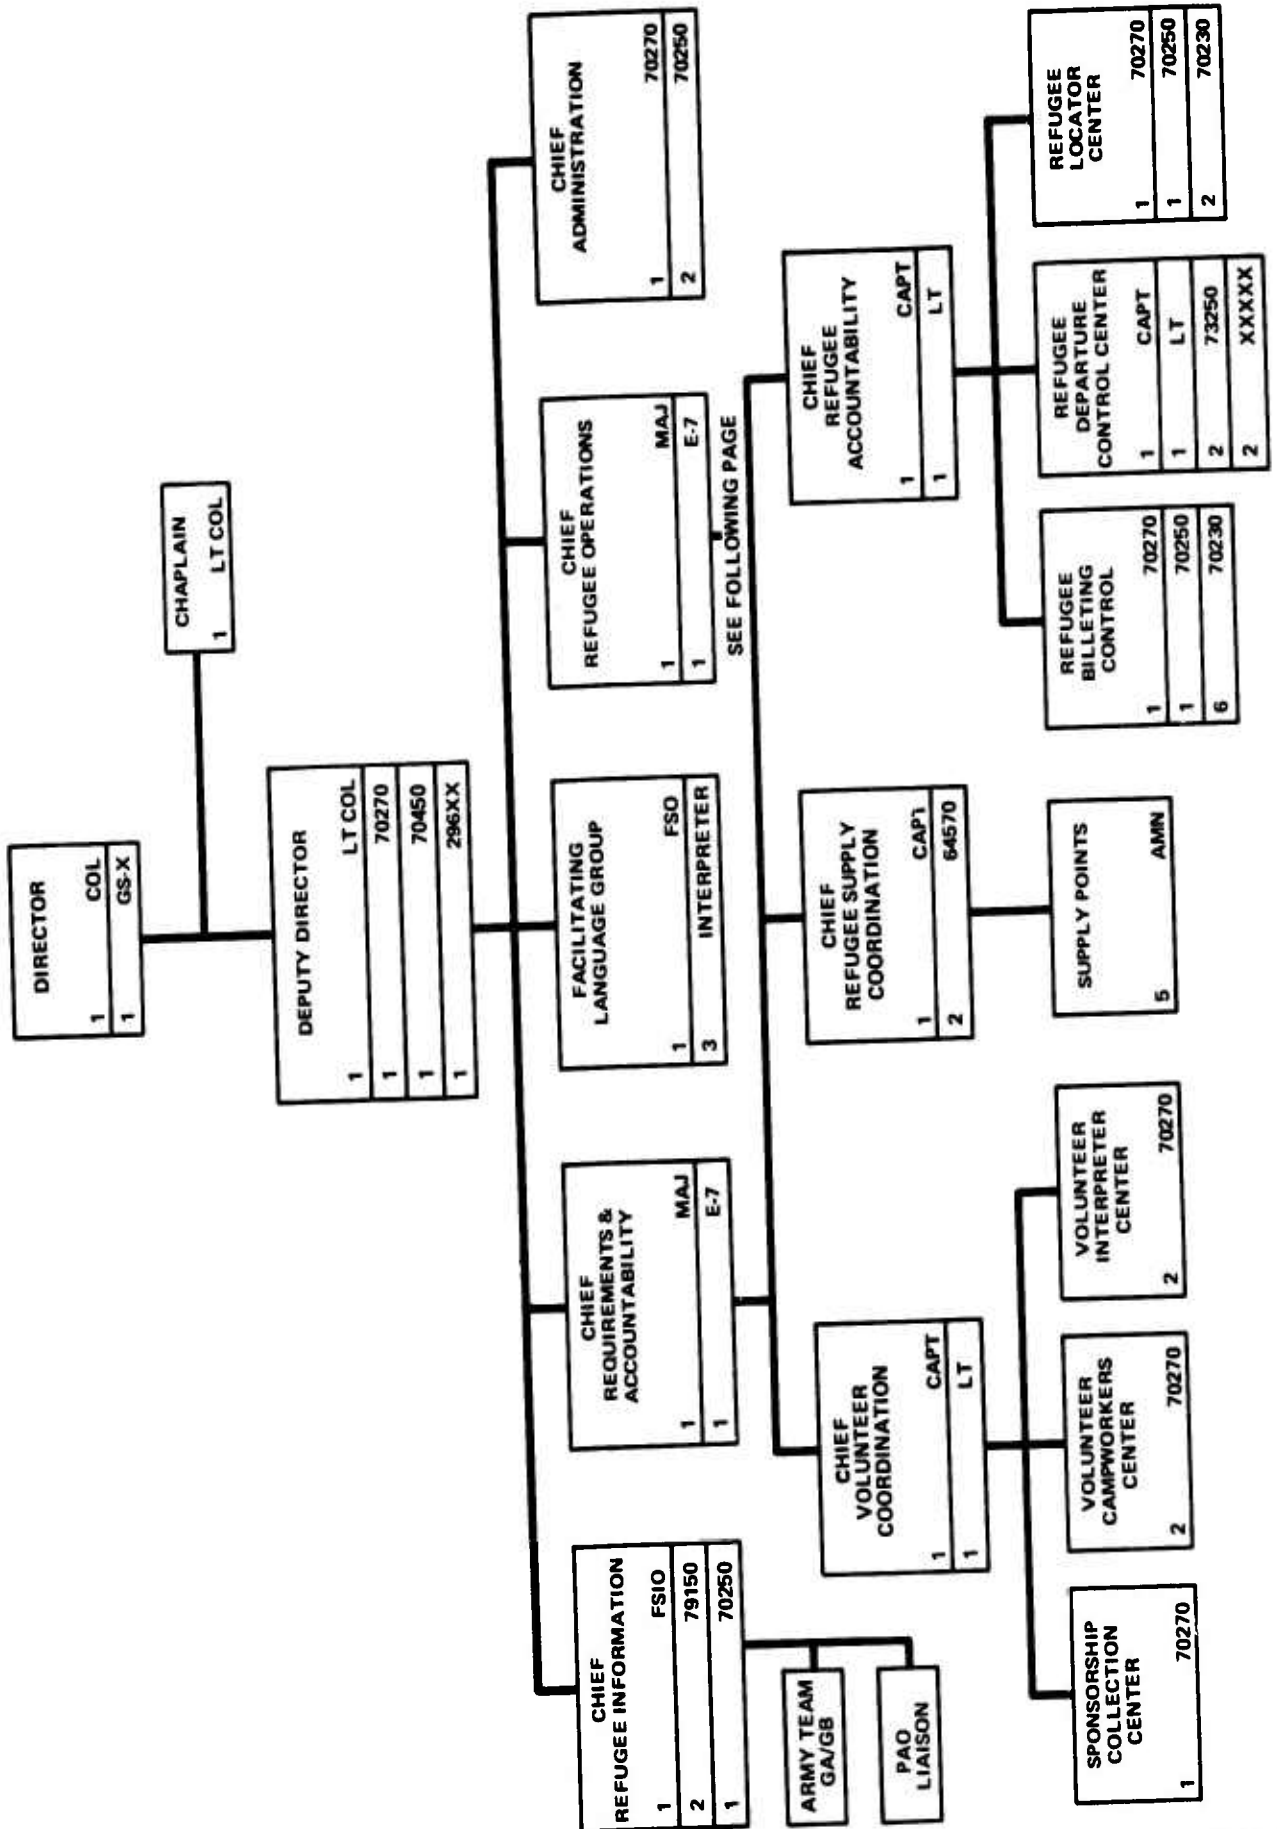 DIRECTOR
1 COL
1 GS-X
CHAPLAIN
1 LT COL
DEPUTY DIRECTOR
1 LT COL
1 70270
1 70450
1 296XX
CHIEF
REFUGEE INFORMATION
1 FSIO
2 79150
1 70250
ARMY TEAM
GA/GB
PAO
LIAISON
CHIEF
REQUIREMENTS &
ACCOUNTABILITY
1 MAJ
1 E-7
FACILITATING
LANGUAGE GROUP
1 FSO
3 INTERPRETER
CHIEF
REFUGEE OPERATIONS
1 MAJ
1 E-7
SEE FOLLOWING PAGE
CHIEF
ADMINISTRATION
1 70270
2 70250
CHIEF
VOLUNTEER
COORDINATION
1 CAPT
1 LT
CHIEF
REFUGEE SUPPLY
COORDINATION
1 CAPT
2 64570
CHIEF
REFUGEE
ACCOUNTABILITY
1 CAPT
1 LT
SPONSORSHIP
COLLECTION
CENTER
1 70270
VOLUNTEER
CAMPWORKERS
CENTER
2 70270
VOLUNTEER
INTERPRETER
CENTER
2 70270
SUPPLY POINTS
5 AMN
REFUGEE
BILLETING
CONTROL
1 70270
1 70250
6 70230
REFUGEE
DEPARTURE
CONTROL CENTER
1 CAPT
1 LT
2 73250
2 XXXXX
REFUGEE
LOCATOR
CENTER
1 70270
1 70250
2 70230